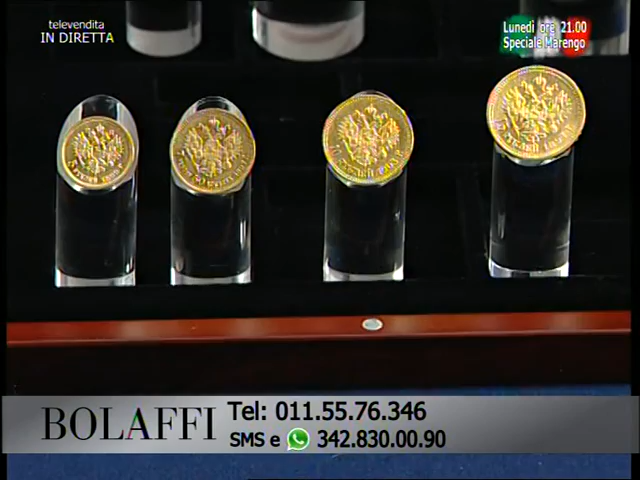 televendita
IN DIRETTA
Lunedì ore 21.00
Speciale Marengo
BOLAFFI
Tel: 011.55.76.346
SMS e 342.830.00.90